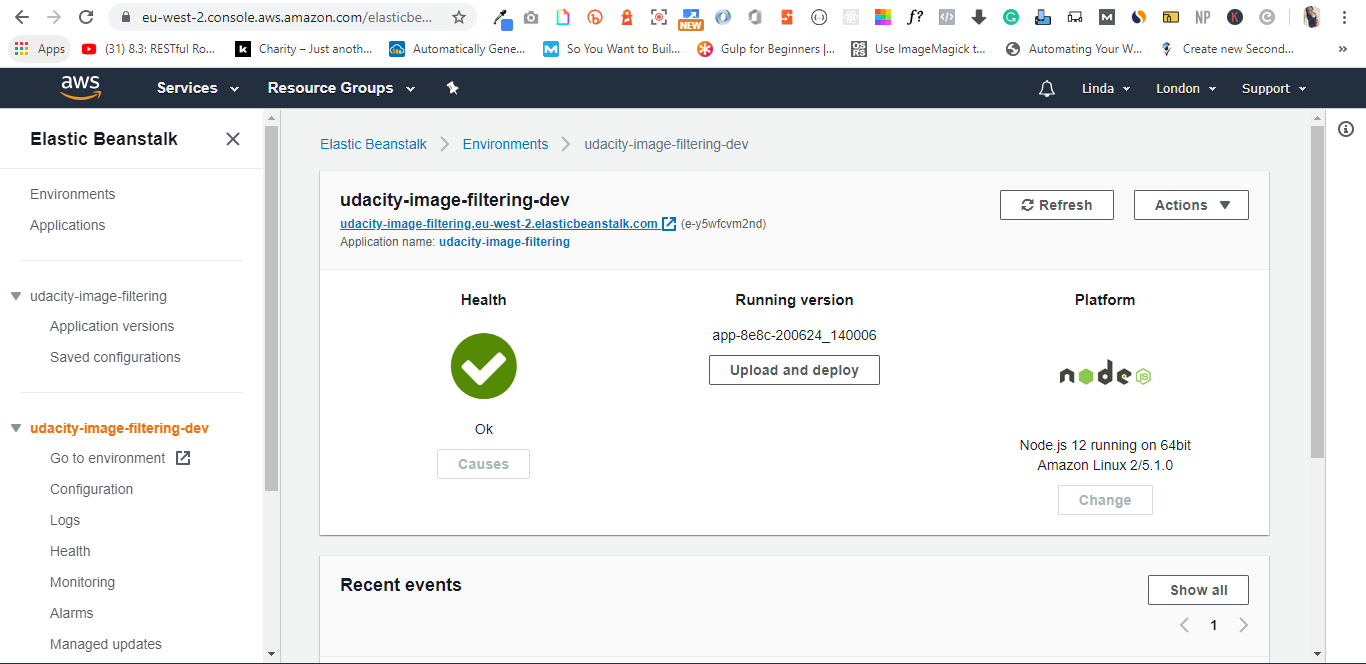 eu-west-2.console.aws.amazon.com/elasticbe...
NEW
f?
NP
Apps
(31) 8.3: RESTful Ro...
Charity – Just anoth...
Automatically Gene...
So You Want to Buil...
Gulp for Beginners |...
Use ImageMagick t...
Automating Your W...
Create new Second...
»
aws
Services
Resource Groups
Linda
London
Support
Elastic Beanstalk
Environments
Applications
udacity-image-filtering
Application versions
Saved configurations
udacity-image-filtering-dev
Go to environment
Configuration
Logs
Health
Monitoring
Alarms
Managed updates
Elastic Beanstalk
Environments
udacity-image-filtering-dev
udacity-image-filtering-dev
udacity-image-filtering.eu-west-2.elasticbeanstalk.com (e-y5wfcvm2nd)
Application name: udacity-image-filtering
Refresh
Actions
Health
Ok
Causes
Running version
app-8e8c-200624_140006
Upload and deploy
Platform
node JS
Node.js 12 running on 64bit
Amazon Linux 2/5.1.0
Change
Recent events
Show all
1